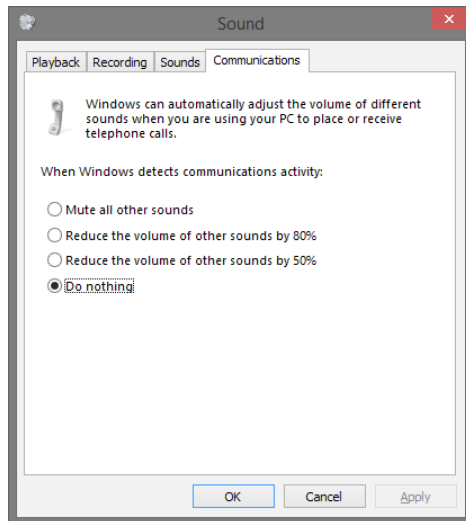 Sound
Playback Recording Sounds Communications
Windows can automatically adjust the volume of different
sounds when you are using your PC to place or receive
telephone calls.
When Windows detects communications activity:
Mute all other sounds
Reduce the volume of other sounds by 80%
Reduce the volume of other sounds by 50%
Do nothing
OK Cancel Apply